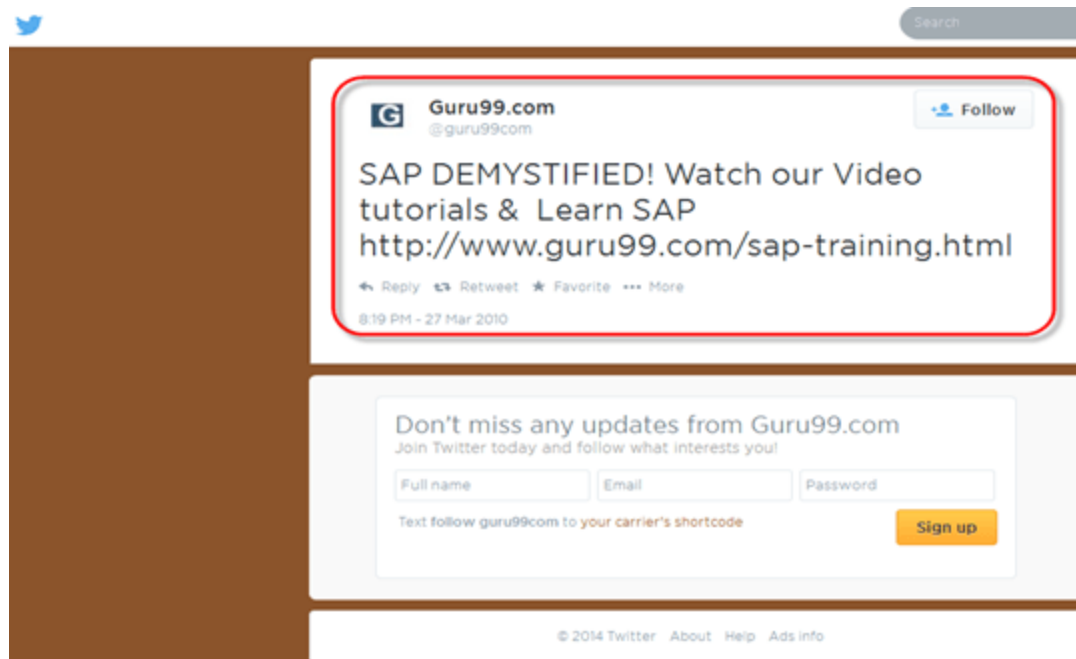 Search
G
Guru99.com
@guru99com
Follow
SAP DEMYSTIFIED! Watch our Video
tutorials & Learn SAP
http://www.guru99.com/sap-training.html
Reply Retweet Favorite ••• More
8:19 PM - 27 Mar 2010
Don't miss any updates from Guru99.com
Join Twitter today and follow what interests you!
Full name Email Password
Text follow guru99com to your carrier's shortcode
Sign up
© 2014 Twitter About Help Ads info